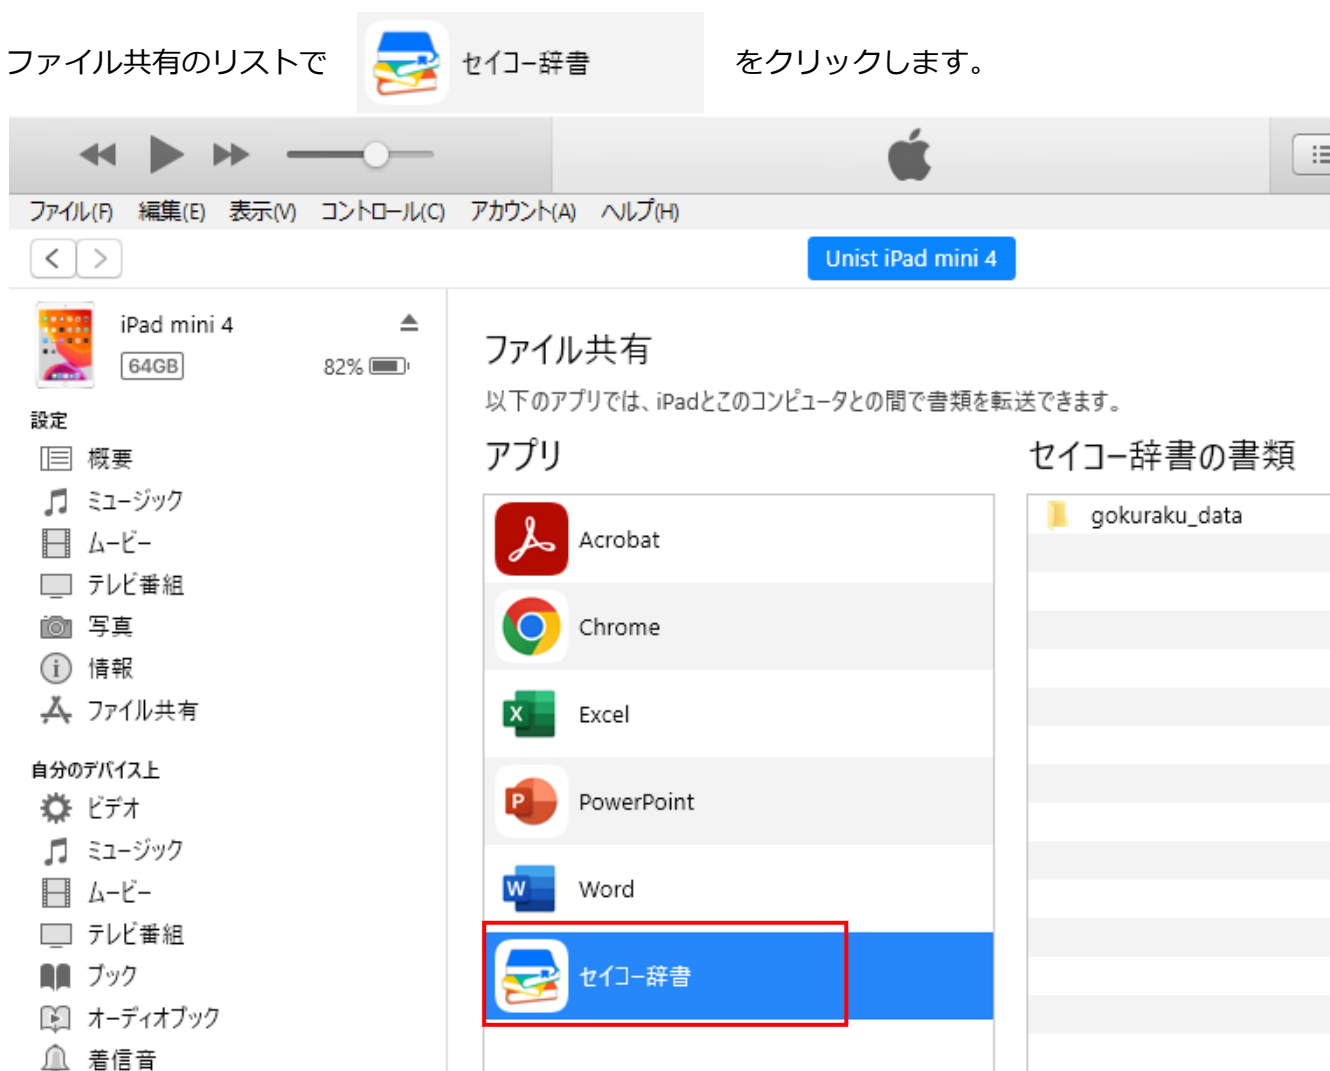 ファイル共有のリストで セイコー辞書 をクリックします。
ファイル(F) 編集(E) 表示(V) コントロール(C) アカウント(A) ヘルプ(H)
Unist iPad mini 4
iPad mini 4
64GB 82%
設定
概要
ミュージック
ムービー
テレビ番組
写真
情報
ファイル共有
自分のデバイス上
ビデオ
ミュージック
ムービー
テレビ番組
ブック
オーディオブック
着信音
ファイル共有
以下のアプリでは、iPadとこのコンピュータとの間で書類を転送できます。
アプリ
Acrobat
Chrome
Excel
PowerPoint
Word
セイコー辞書
セイコー辞書の書類
gokuraku_data